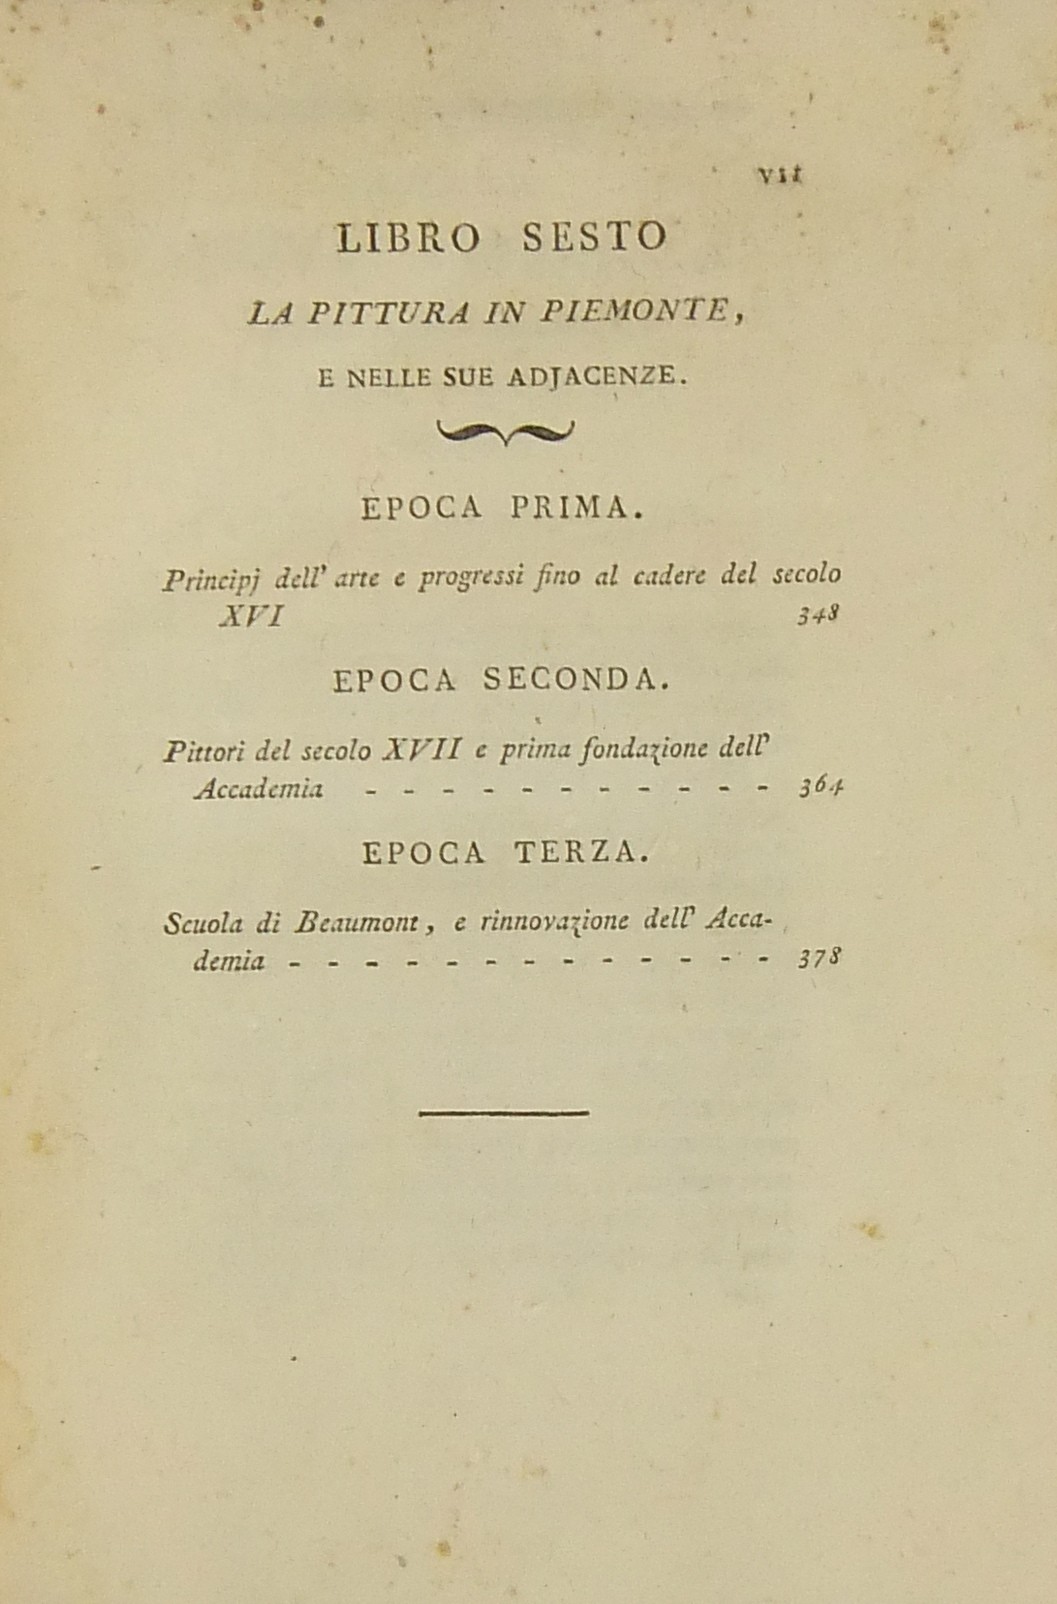 vii
LIBRO SESTO
LA PITTURA IN PIEMONTE,
E NELLE SUE ADJACENZE.
EPOCA PRIMA.
Principj dell' arte e progressi fino al cadere del secolo
XVI 348
EPOCA SECONDA.
Pittori del secolo XVII e prima fondazione dell'
Accademia - - - - - - - - - - - 364
EPOCA TERZA.
Scuola di Beaumont, e rinnovazione dell' Acca-
demia - - - - - - - - - - - - - 378